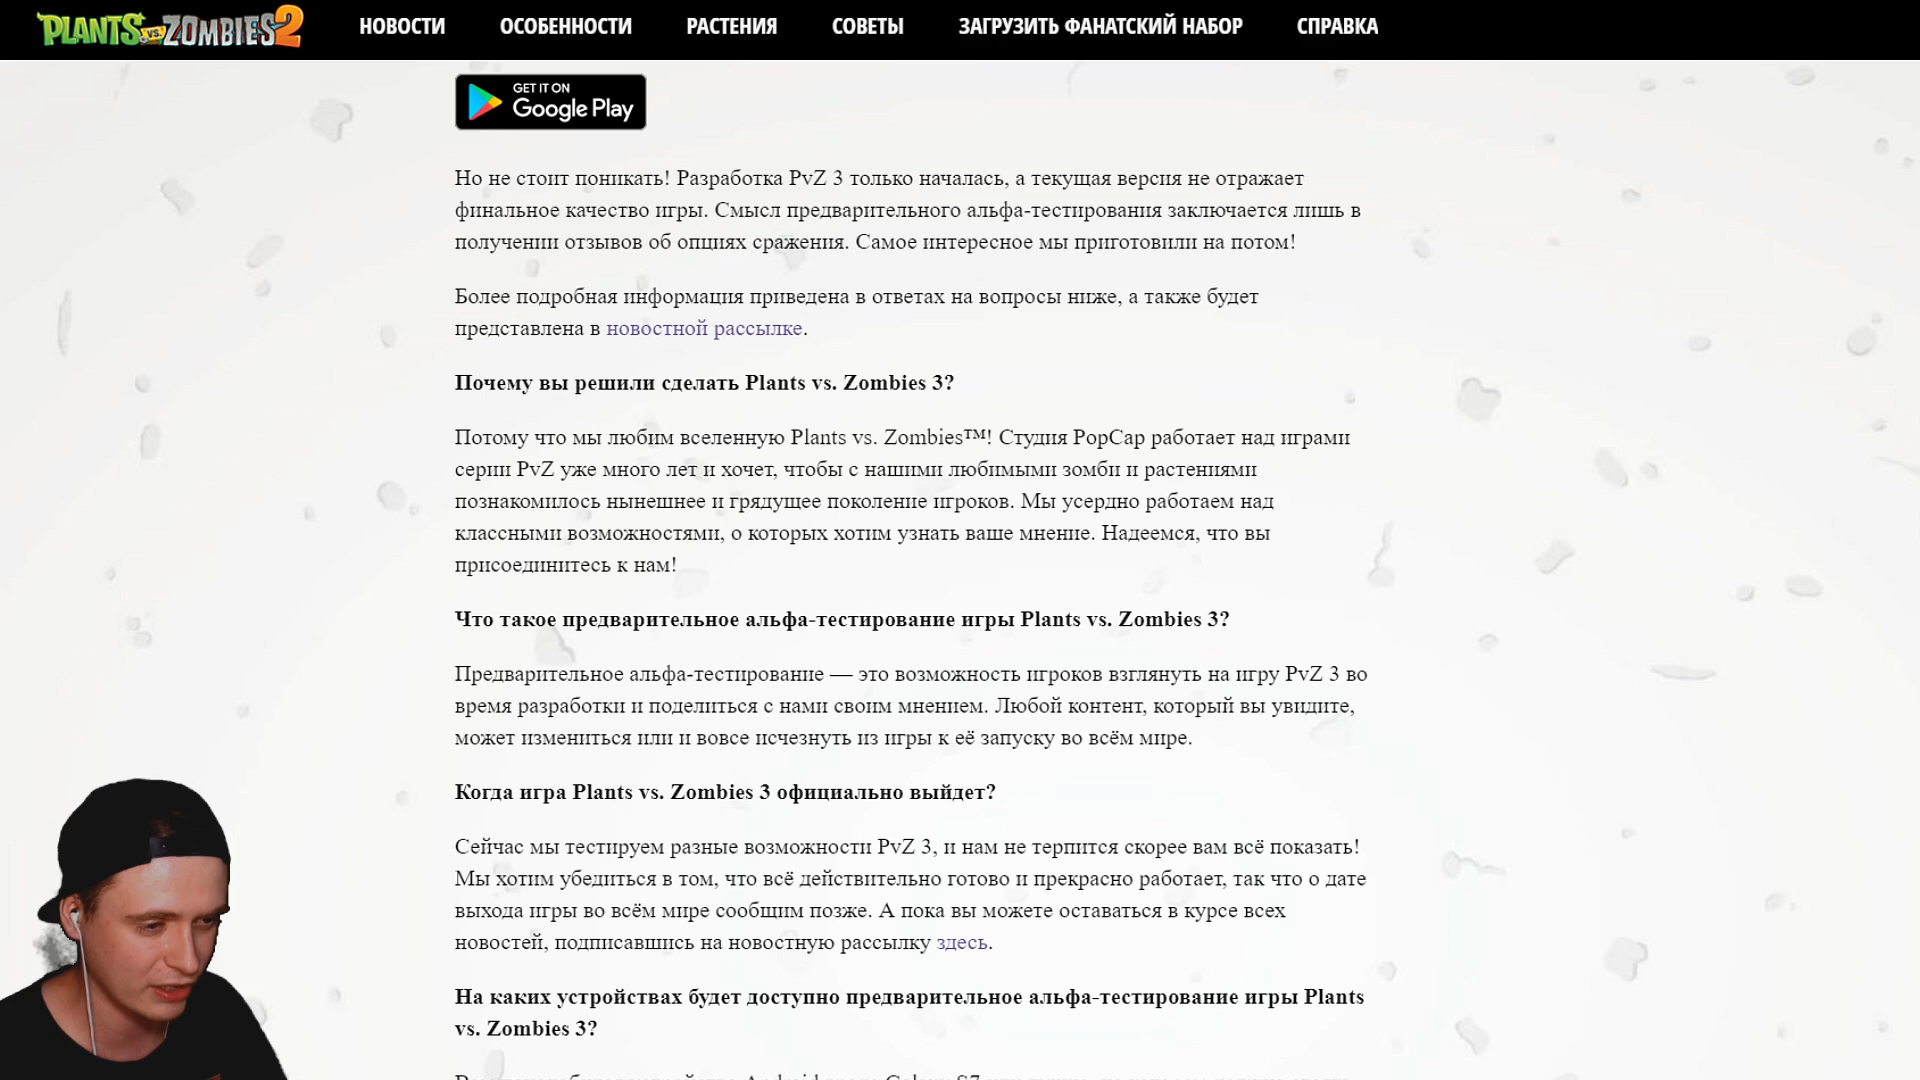 PLANTS vs. ZOMBIES 2
НОВОСТИ ОСОБЕННОСТИ РАСТЕНИЯ СОВЕТЫ ЗАГРУЗИТЬ ФАНАТСКИЙ НАБОР СПРАВКА
GET IT ON
Google Play
Но не стоит поникать! Разработка PvZ 3 только началась, а текущая версия не отражает
финальное качество игры. Смысл предварительного альфа-тестирования заключается лишь в
получении отзывов об опциях сражения. Самое интересное мы приготовили на потом!
Более подробная информация приведена в ответах на вопросы ниже, а также будет
представлена в новостной рассылке.
Почему вы решили сделать Plants vs. Zombies 3?
Потому что мы любим вселенную Plants vs. Zombies™! Студия PopCap работает над играми
серии PvZ уже много лет и хочет, чтобы с нашими любимыми зомби и растениями
познакомилось нынешнее и грядущее поколение игроков. Мы усердно работаем над
классными возможностями, о которых хотим узнать ваше мнение. Надеемся, что вы
присоединитесь к нам!
Что такое предварительное альфа-тестирование игры Plants vs. Zombies 3?
Предварительное альфа-тестирование — это возможность игроков взглянуть на игру PvZ 3 во
время разработки и поделиться с нами своим мнением. Любой контент, который вы увидите,
может измениться или и вовсе исчезнуть из игры к её запуску во всём мире.
Когда игра Plants vs. Zombies 3 официально выйдет?
Сейчас мы тестируем разные возможности PvZ 3, и нам не терпится скорее вам всё показать!
Мы хотим убедиться в том, что всё действительно готово и прекрасно работает, так что о дате
выхода игры во всём мире сообщим позже. А пока вы можете оставаться в курсе всех
новостей, подписавшись на новостную рассылку здесь.
На каких устройствах будет доступно предварительное альфа-тестирование игры Plants
vs. Zombies 3?